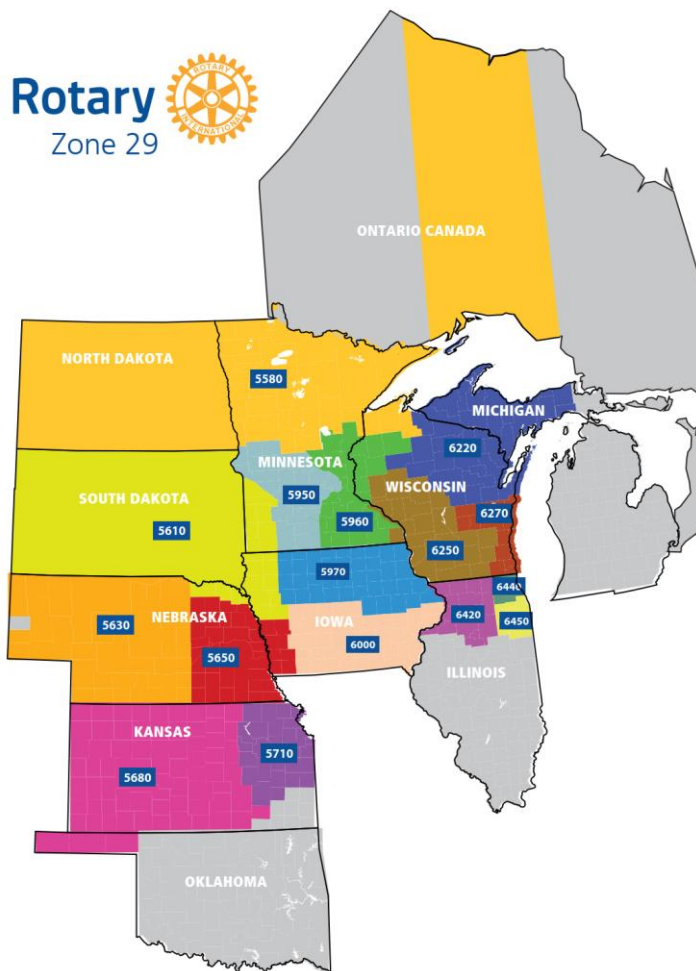 Rotary
ROTARY
INTERNATIONAL
Zone 29
ONTARIO CANADA
NORTH DAKOTA
5580
MICHIGAN
6220
MINNESOTA
5950
WISCONSIN
SOUTH DAKOTA
5610
5960
6270
6250
5970
6440
NEBRASKA
5630
IOWA
6420
6450
5650
6000
ILLINOIS
KANSAS
5710
5680
OKLAHOMA